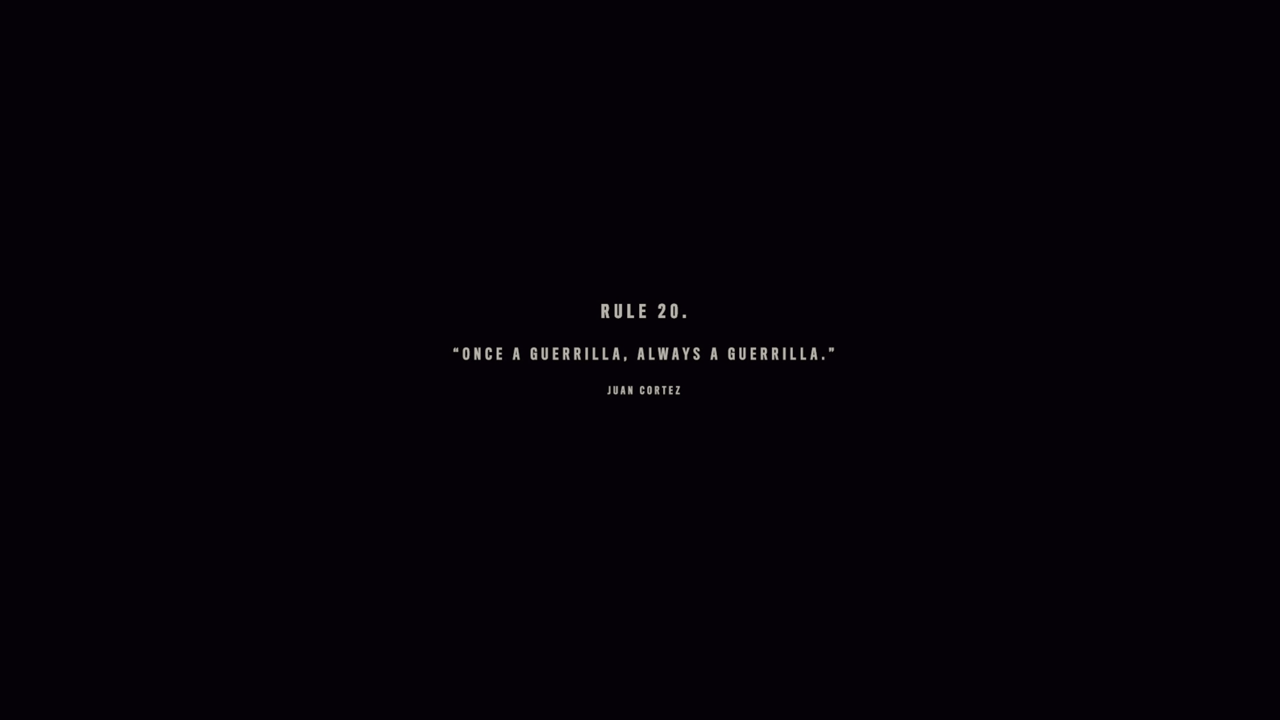 RULE 20.
“ONCE A GUERRILLA, ALWAYS A GUERRILLA.”
JUAN CORTEZ